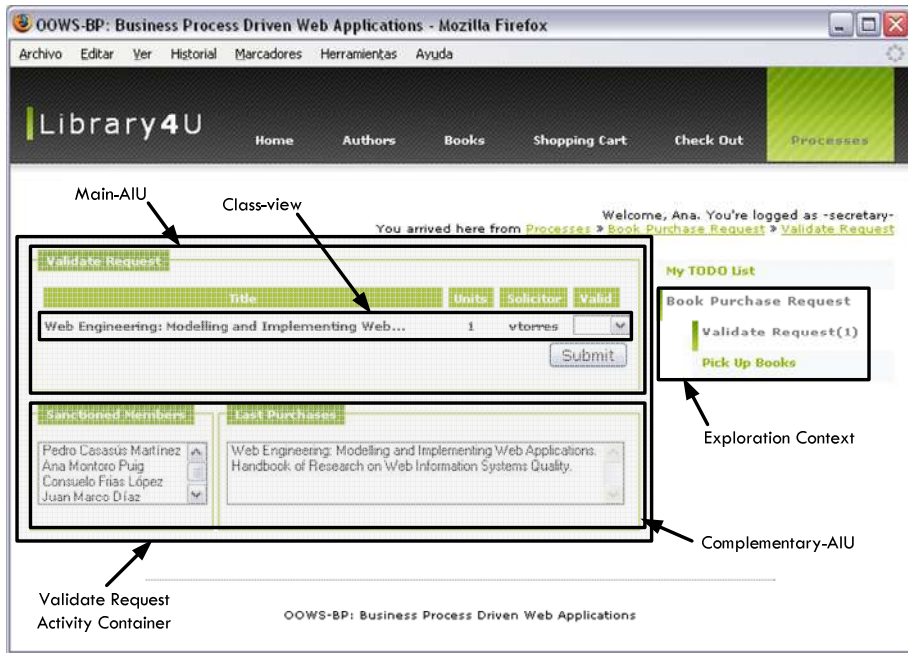 OOWS-BP: Business Process Driven Web Applications - Mozilla Firefox
Archivo Editar Ver Historial Marcadores Herramientas Ayuda
Library4U
Home Authors Books Shopping Cart Check Out Processes
Main-AIU
Class-view
Welcome, Ana. You're logged as -secretary-
You arrived here from Processes » Book Purchase Request » Validate Request
Validate Request
My TODO List
Title Units Solicitor Valid
Book Purchase Request
Web Engineering: Modelling and Implementing Web... 1 vtorres
Validate Request(1)
Submit
Pick Up Books
Sanctioned Members Last Purchases
Exploration Context
Pedro Casasús Martínez
Ana Montoro Puig
Consuelo Frias López
Juan Marco Díaz
Web Engineering: Modelling and Implementing Web Applications.
Handbook of Research on Web Information Systems Quality.
Complementary-AIU
Validate Request
Activity Container
OOWS-BP: Business Process Driven Web Applications